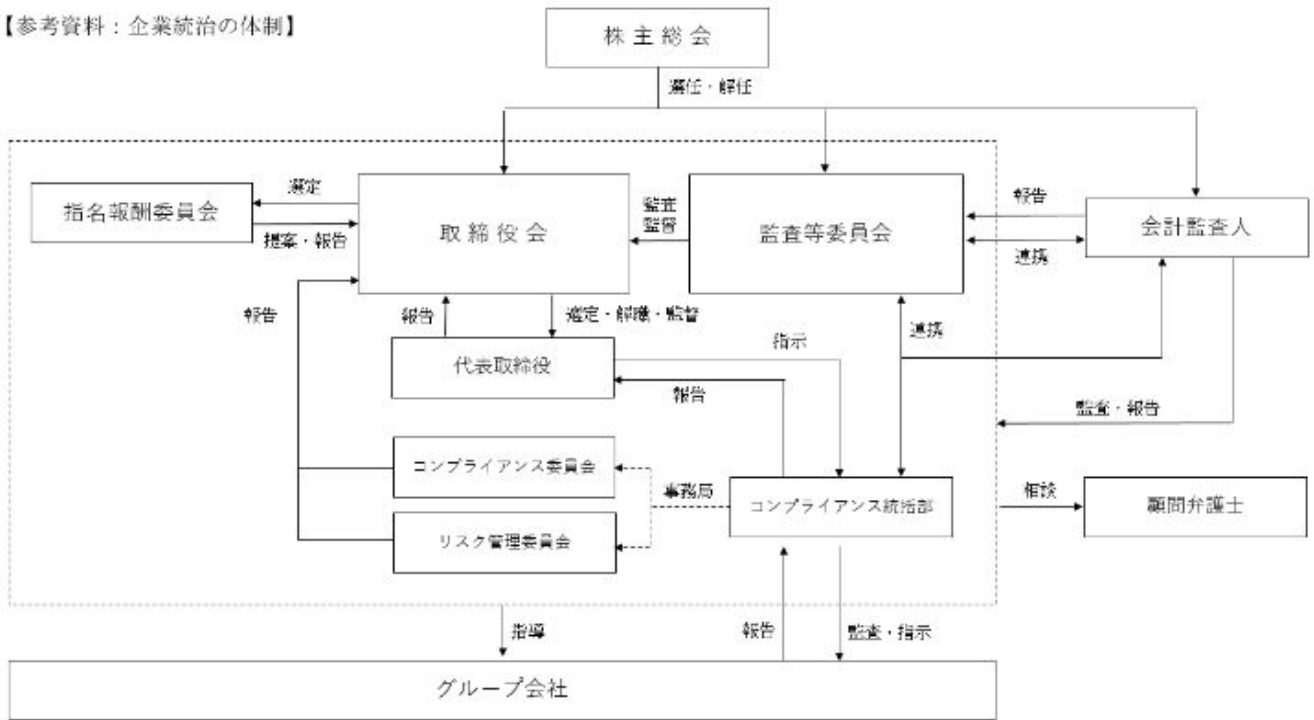 【参考資料：企業統治の体制】
株主総会
選任・解任
指名報酬委員会
選定
提案・報告
取締役会
監査
監督
監査等委員会
報告
連携
会計監査人
報告
報告
選定・解職・監督
連携
指示
代表取締役
報告
監査・報告
コンプライアンス委員会
事務局
コンプライアンス統括部
相談
顧問弁護士
リスク管理委員会
指導
報告
監査・指示
グループ会社